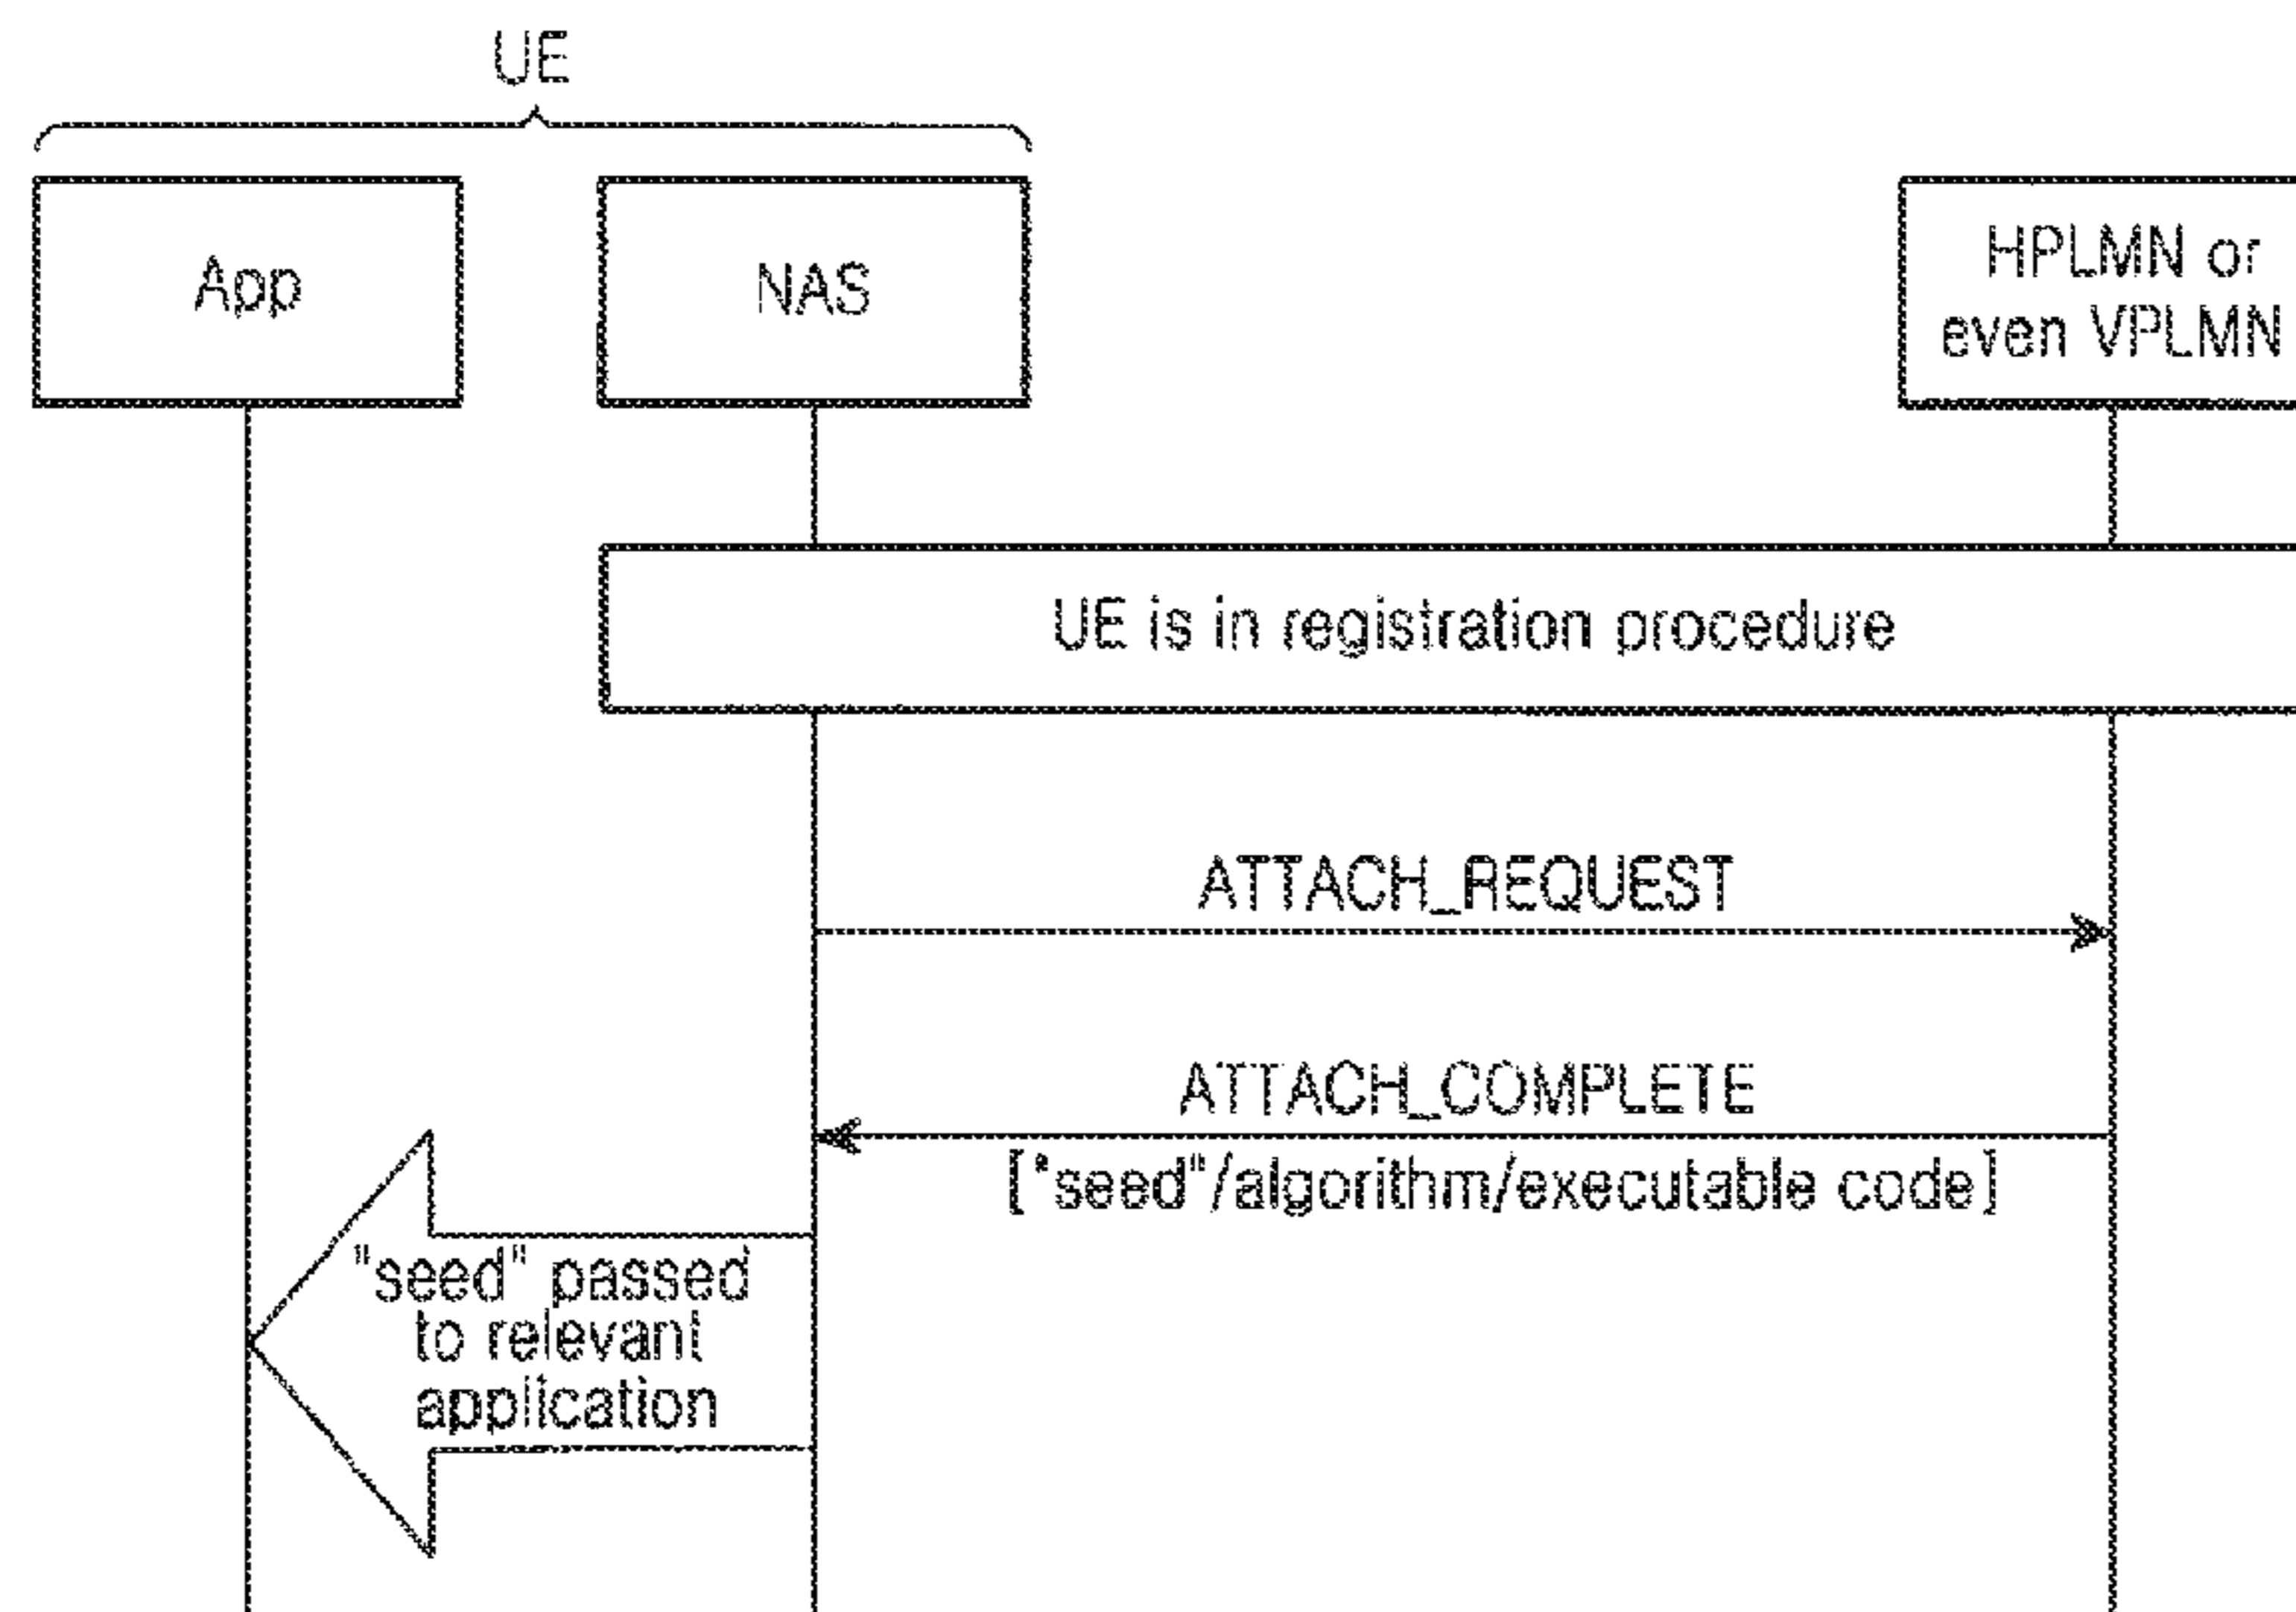 UE
App
NAS
HPLMN or
even VPLMN
UE is in registration procedure
ATTACH_REQUEST
ATTACH_COMPLETE
["seed"/algorithm/executable code]
"seed" passed
to relevant
application